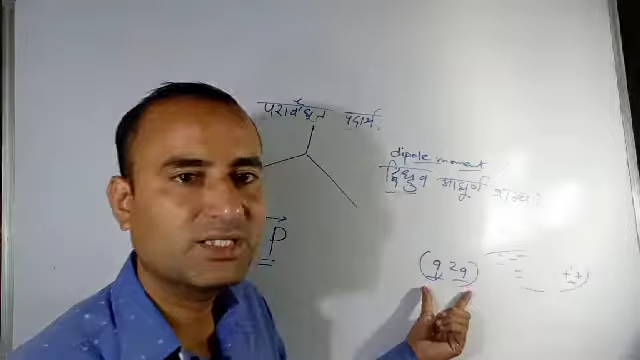 परावैद्युत पदार्थ
dipole moment
द्विध्रुव आघूर्ण
P
(q 2q)